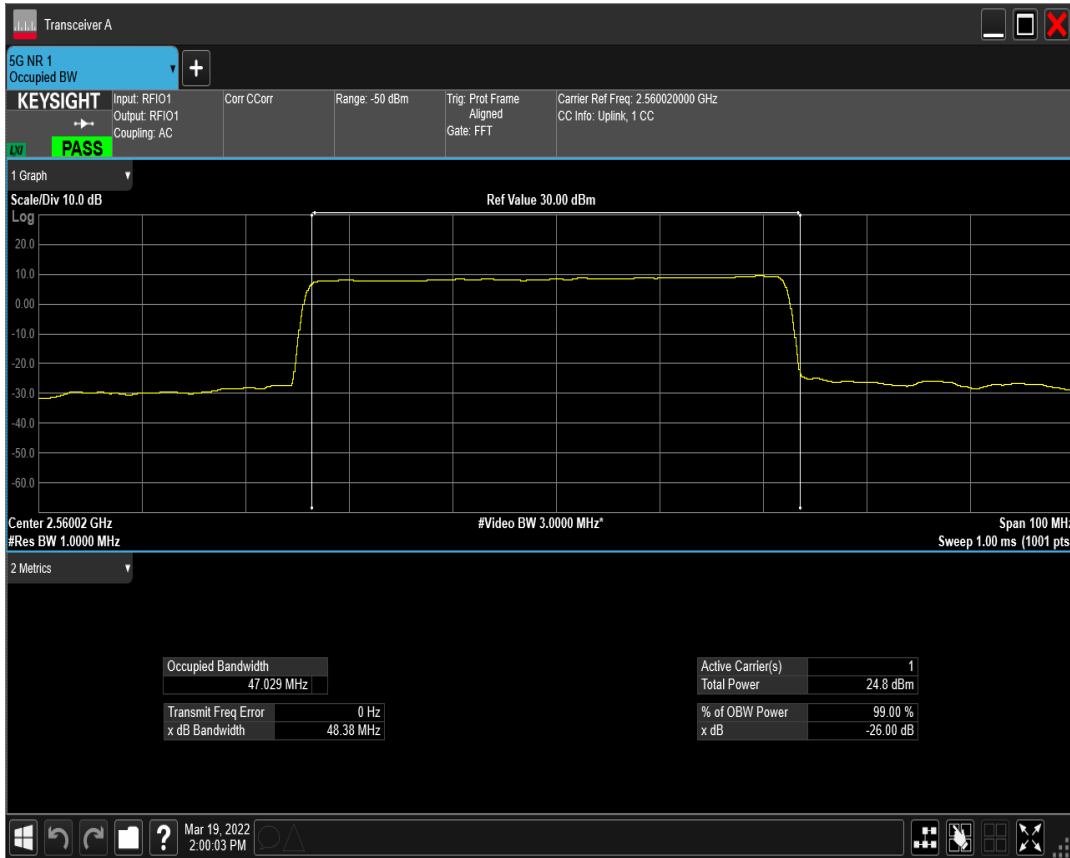 Transceiver A
5G NR 1
Occupied BW
KEYSIGHT
LXI
PASS
Input: RFIO1
Output: RFIO1
Coupling: AC
Corr CCorr
Range: -50 dBm
Trig: Prot Frame
Aligned
Gate: FFT
Carrier Ref Freq: 2.560020000 GHz
CC Info: Uplink, 1 CC
1 Graph
Scale/Div 10.0 dB
Ref Value 30.00 dBm
Log
20.0
10.0
0.00
-10.0
-20.0
-30.0
-40.0
-50.0
-60.0
Center 2.56002 GHz
#Video BW 3.0000 MHz*
Span 100 MHz
#Res BW 1.0000 MHz
Sweep 1.00 ms (1001 pts
2 Metrics
Occupied Bandwidth
47.029 MHz
Transmit Freq Error 0 Hz
x dB Bandwidth 48.38 MHz
Active Carrier(s) 1
Total Power 24.8 dBm
% of OBW Power 99.00 %
x dB -26.00 dB
Mar 19, 2022
2:00:03 PM